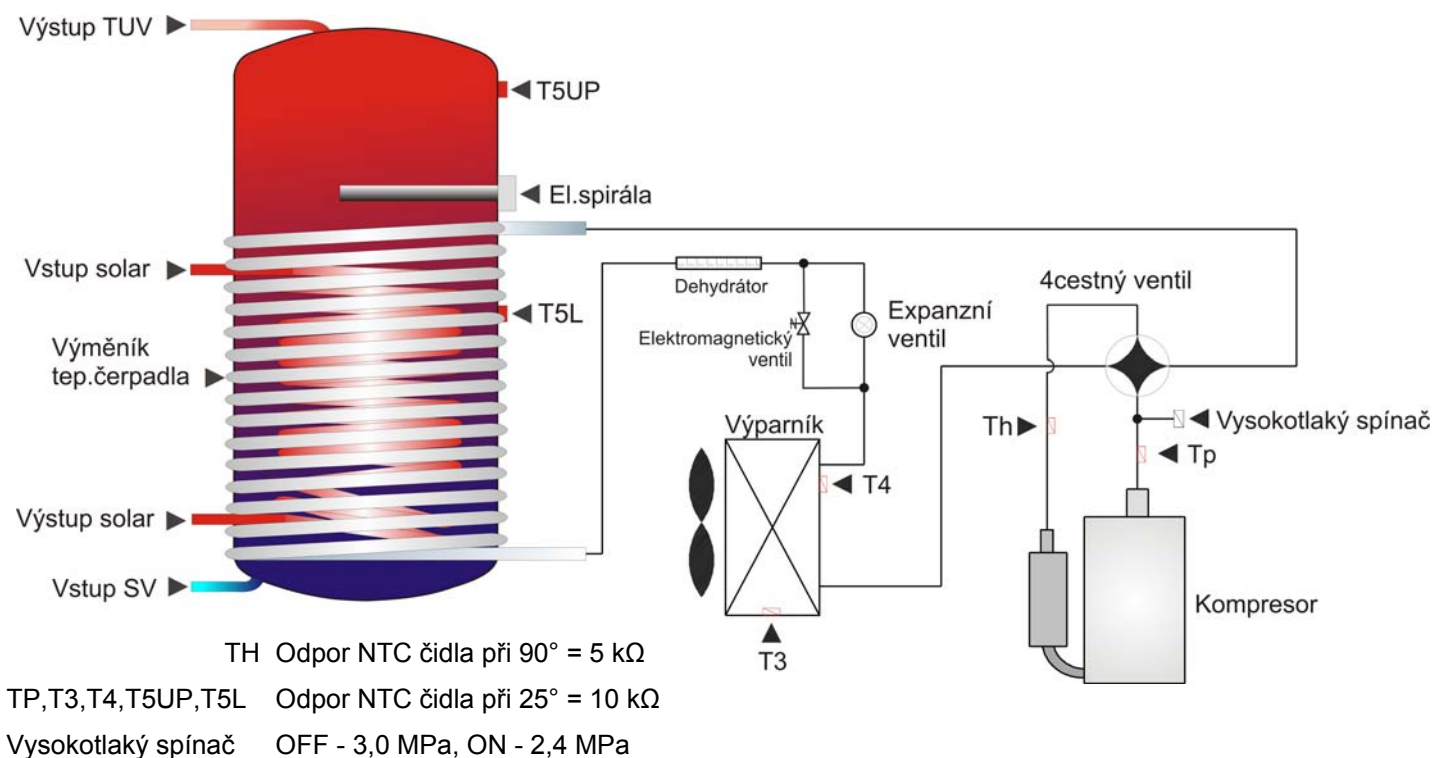 Výstup TUV
T5UP
El.spirála
Vstup solar
Dehydrátor
4cestný ventil
T5L
Elektromagnetický
ventil
Expanzní
ventil
Výměník
tep.čerpadla
Výparník
Th
Vysokotlaký spínač
Tp
T4
Výstup solar
Vstup SV
Kompresor
T3
TH Odpor NTC čidla při 90° = 5 kΩ
TP,T3,T4,T5UP,T5L Odpor NTC čidla při 25° = 10 kΩ
Vysokotlaký spínač OFF - 3,0 MPa, ON - 2,4 MPa